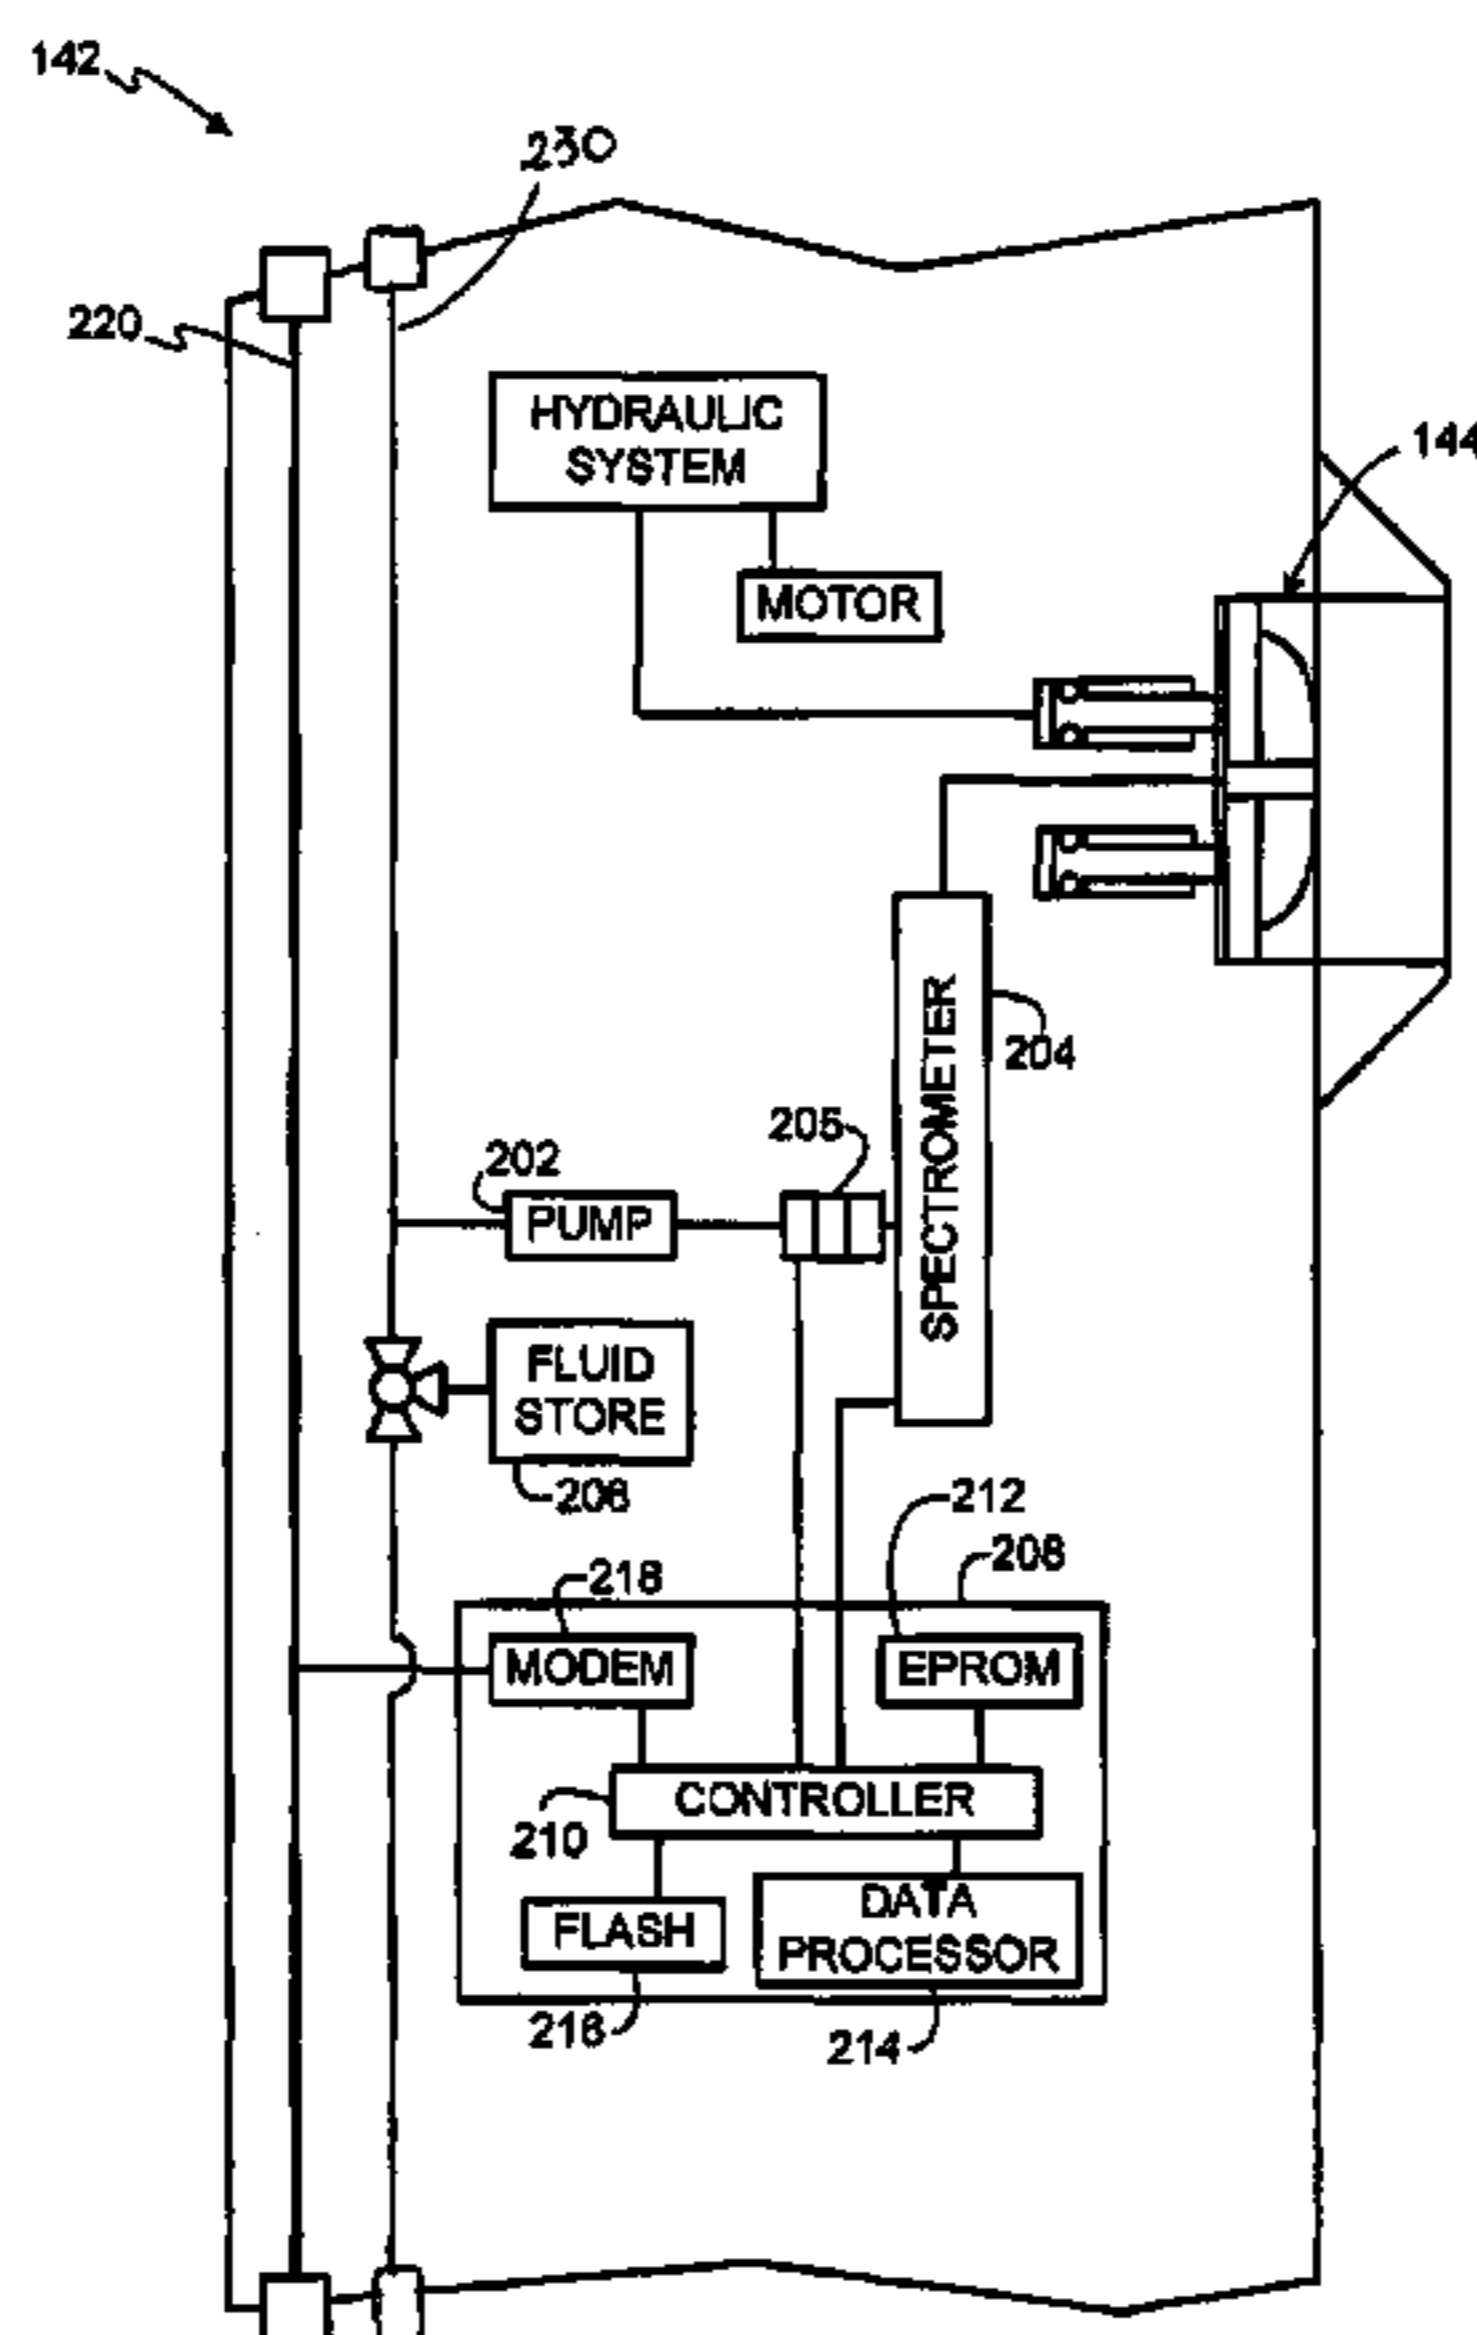 142
230
220
HYDRAULIC
SYSTEM
144
MOTOR
SPECTROMETER
204
205
202
PUMP
FLUID
STORE
206
212
208
218
MODEM
EPROM
CONTROLLER
210
FLASH
DATA
PROCESSOR
216
214